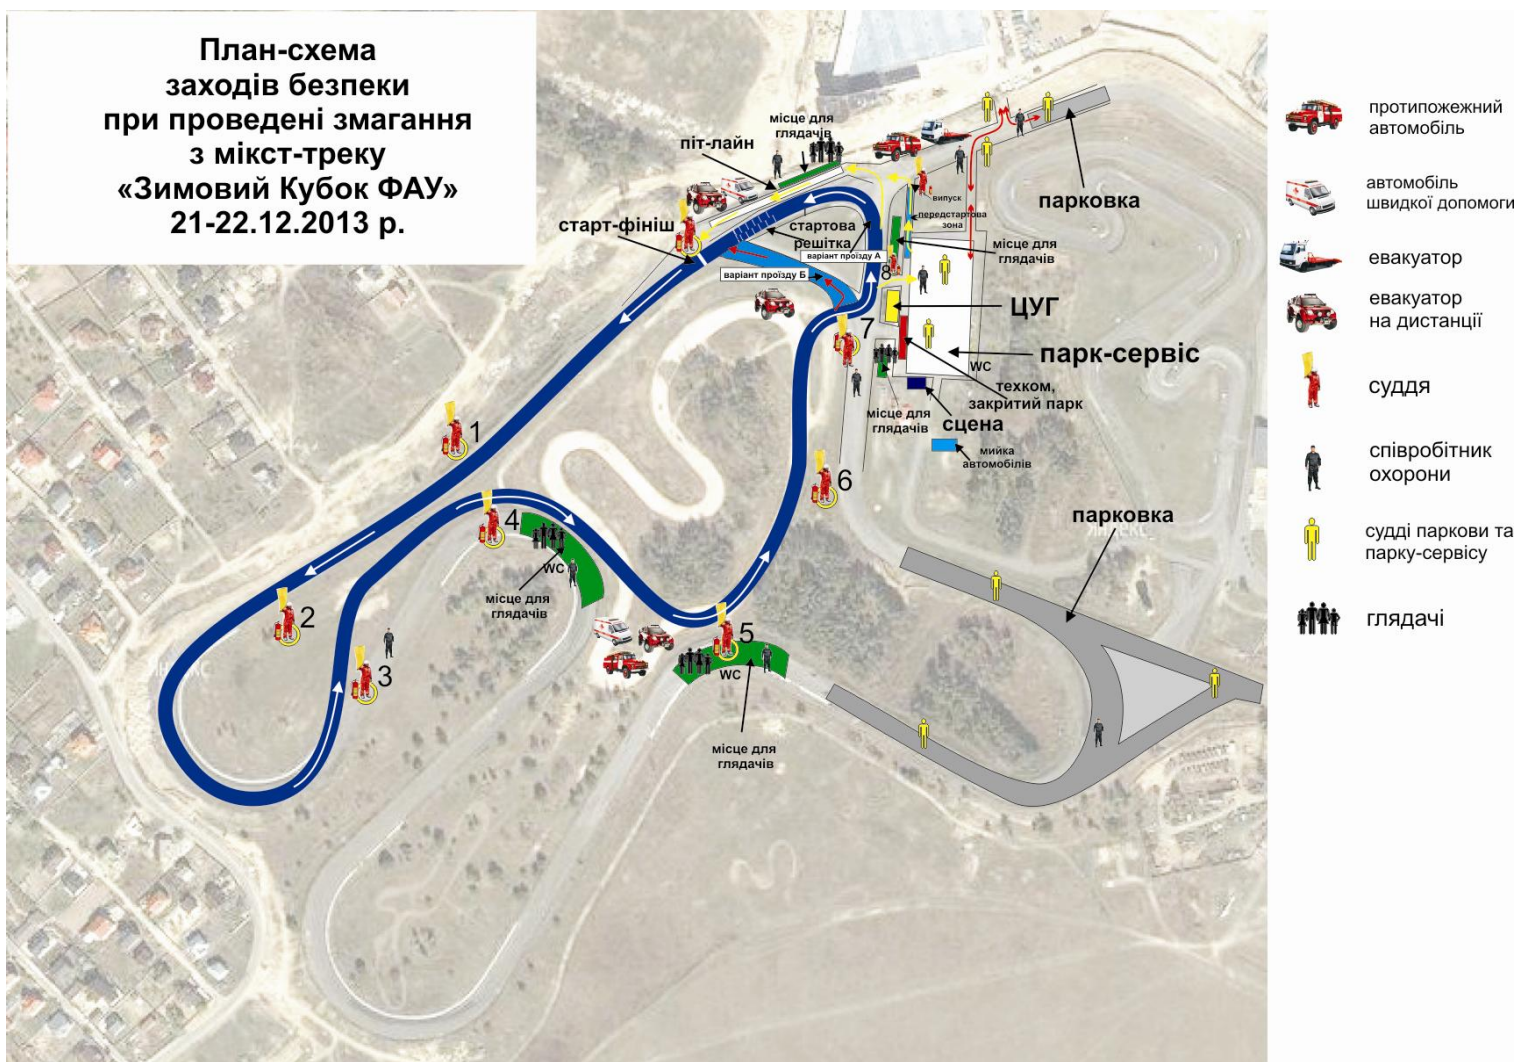 План-схема
заходів безпеки
при проведені змагання
з мікст-треку
«Зимовий Кубок ФАУ»
21-22.12.2013 р.
місце для
глядачів
піт-лайн
старт-фініш
стартова
решітка
варіант проїзду А
варіант проїзду Б
випуск
передстартова
зона
місце для
глядачів
парковка
8
ЦУГ
7
парк-сервіс
WC
техком,
закритий парк
місце для
глядачів
сцена
мийка
автомобілів
1
6
4
WC
місце для
глядачів
парковка
2
3
5
WC
місце для
глядачів
протипожежний
автомобіль
автомобіль
швидкої допомоги
евакуатор
евакуатор
на дистанції
суддя
співробітник
охорони
судді паркови та
парку-сервісу
глядачі